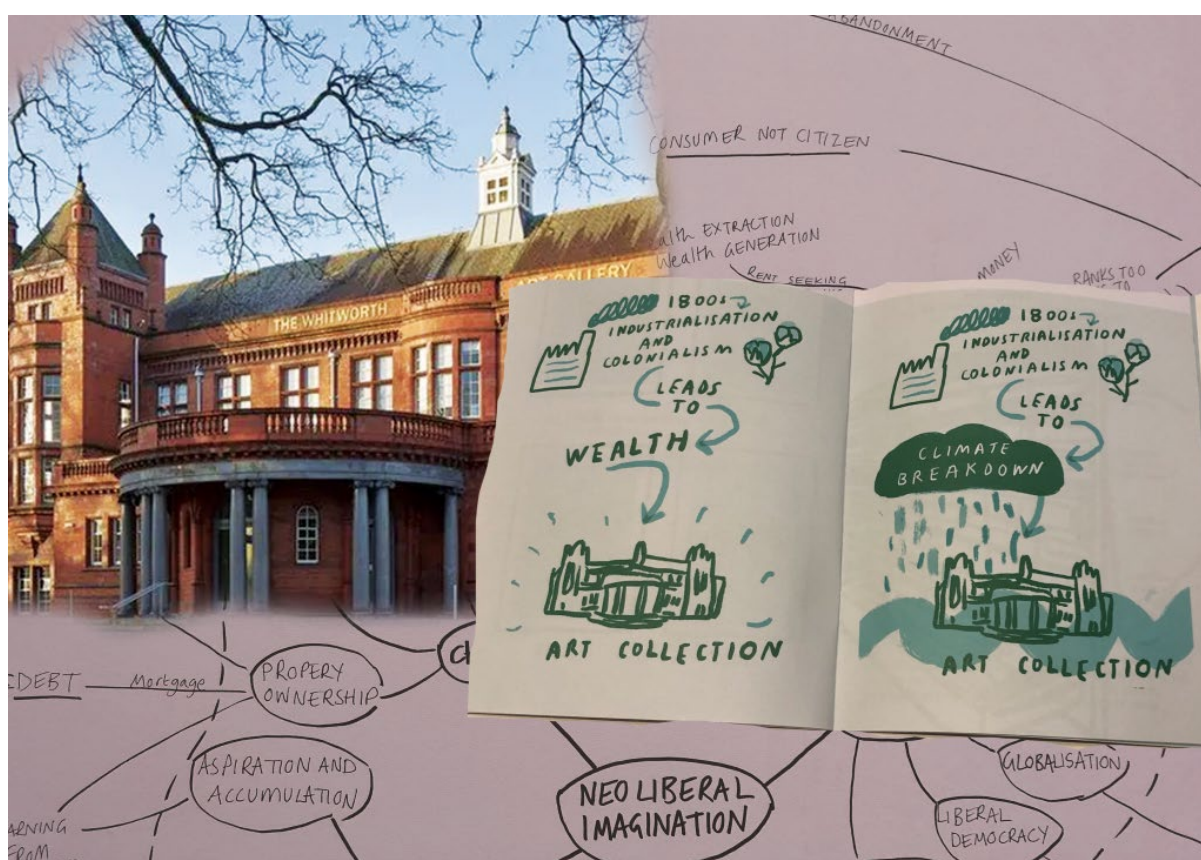 ABANDONMENT
CONSUMER NOT CITIZEN
EXTRACTION
Wealth GENERATION
RENT SEEKING
MONEY
RANKS TOO
THE WHITWORTH
GALLERY
1800s
INDUSTRIALISATION
AND
COLONIALISM
LEADS
TO
WEALTH
ART COLLECTION
1800s
INDUSTRIALISATION
AND
COLONIALISM
LEADS
TO
CLIMATE
BREAKDOWN
ART COLLECTION
DEBT
Mortgage
PROPERY
OWNERSHIP
ASPIRATION AND
ACCUMULATION
NEO LIBERAL
IMAGINATION
GLOBALISATION
LIBERAL
DEMOCRACY
FROM